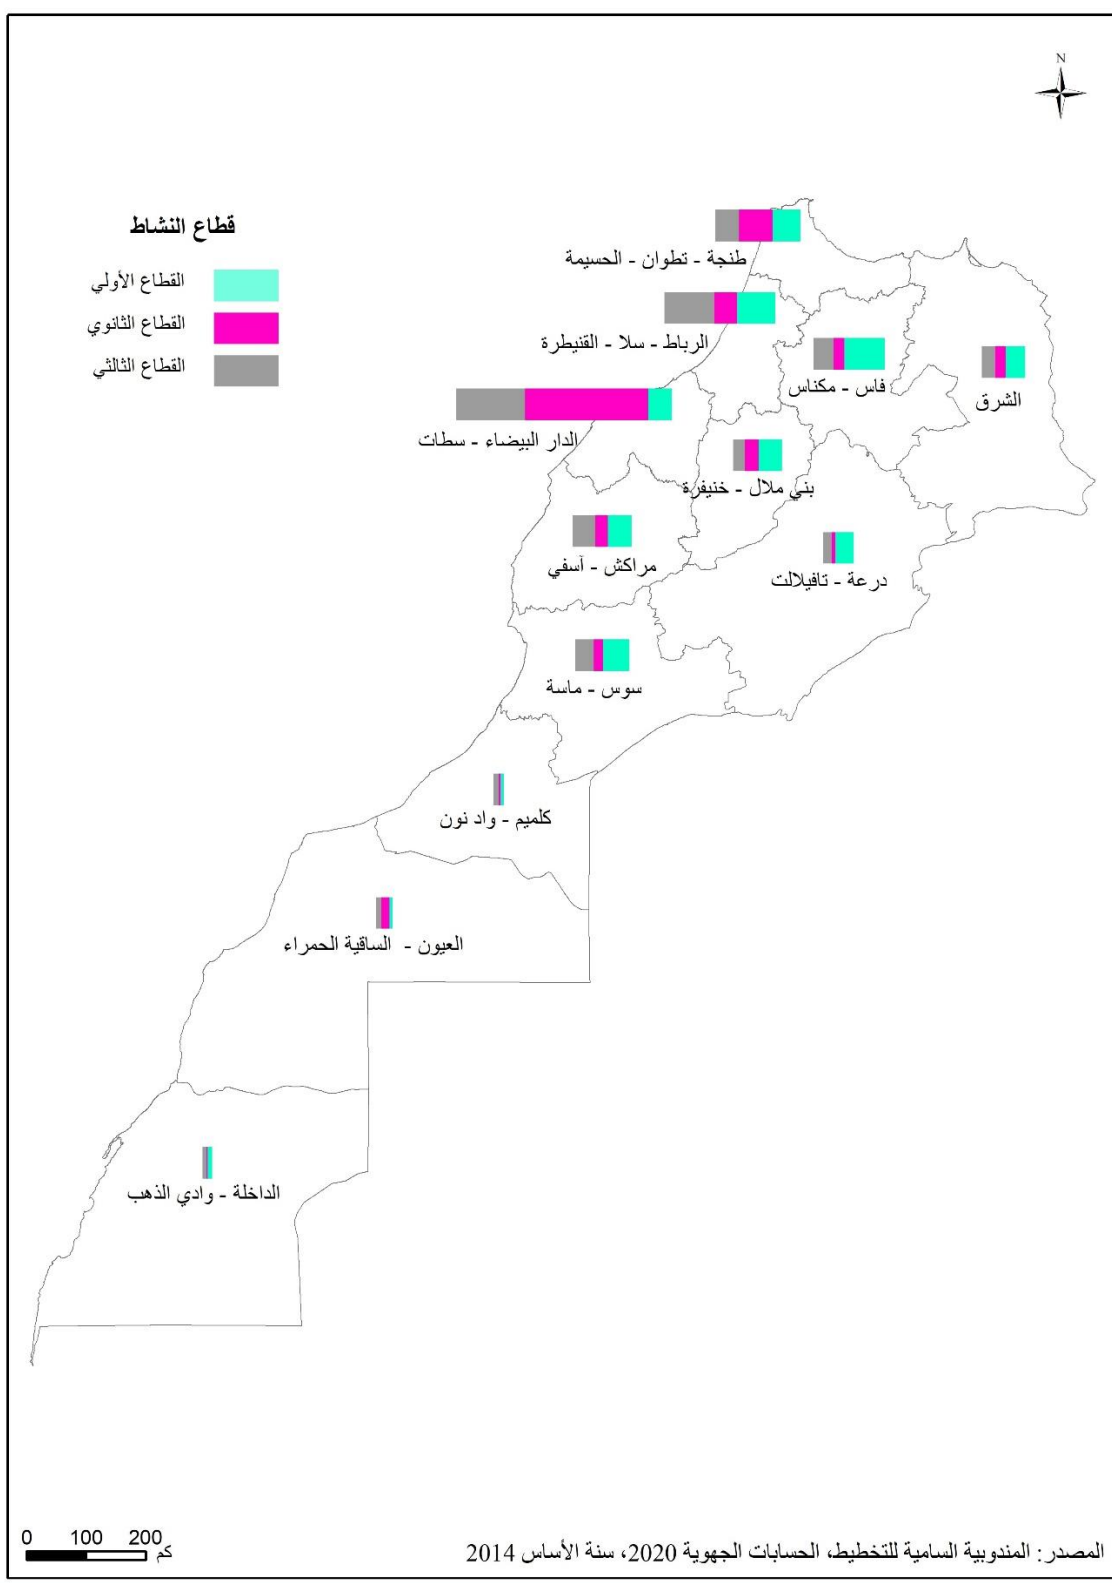 N
قطاع النشاط
القطاع الأولي
القطاع الثانوي
القطاع الثالثي
طنجة - تطوان - الحسيمة
الرباط - سلا - القنيطرة
فاس - مكناس
الشرق
الدار البيضاء - سطات
بني ملال - خنيفرة
مراكش - آسفي
درعة - تافيلالت
سوس - ماسة
كلميم - واد نون
العيون - الساقية الحمراء
الداخلة - وادي الذهب
0 100 200
كم
المصدر: المندوبية السامية للتخطيط، الحسابات الجهوية 2020، سنة الأساس 2014